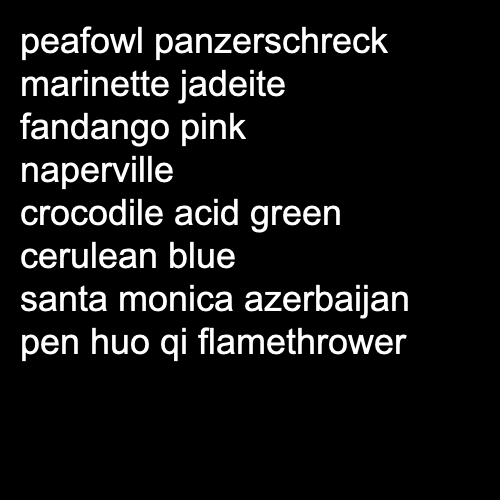 peafowl panzerschreck
marinette jadeite
fandango pink
naperville
crocodile acid green
cerulean blue
santa monica azerbaijan
pen huo qi flamethrower